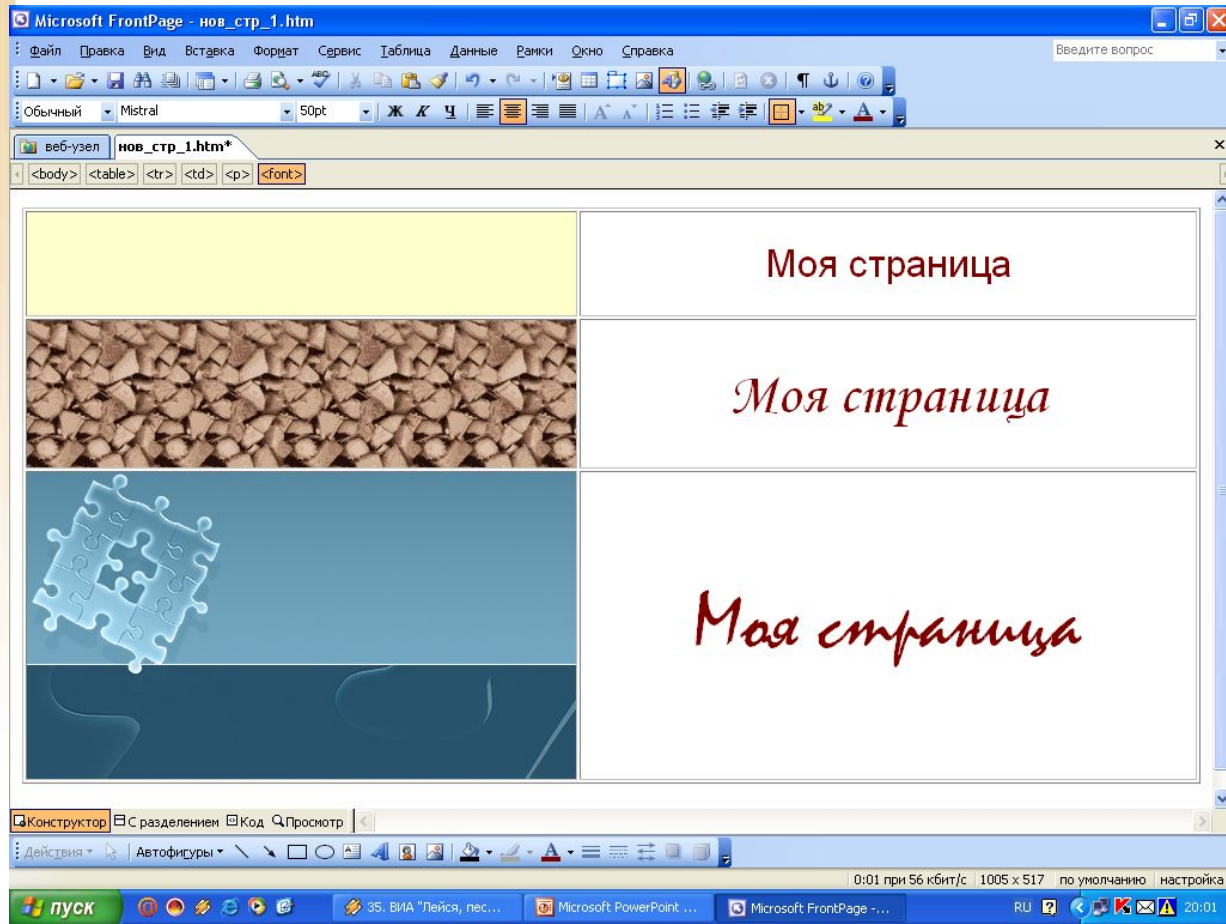 Microsoft FrontPage - нов_стр_1.htm
Файл Правка Вид Вставка Формат Сервис Таблица Данные Рамки Окно Справка Введите вопрос
Обычный Mistral 50pt Ж К Ч
веб-узел нов_стр_1.htm*
<body> <table> <tr> <td> <p> <font>
Моя страница
Моя страница
Моя страница
Конструктор С разделением Код Просмотр
Действия Автофигуры
0:01 при 56 кбит/с 1005 x 517 по умолчанию настройка
пуск 35. ВИА "Лейся, пес... Microsoft PowerPoint ... Microsoft FrontPage -... RU 20:01